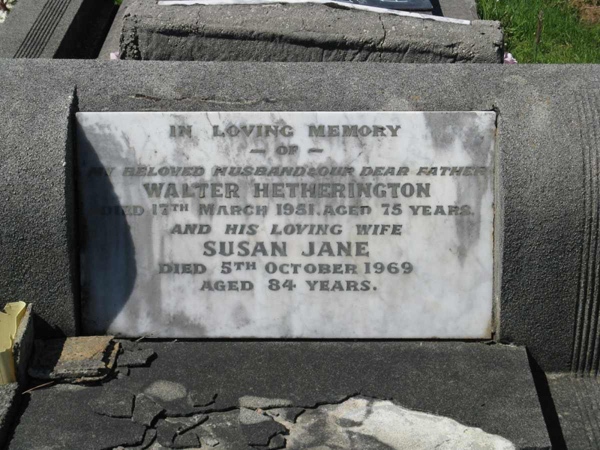 IN LOVING MEMORY
– OF –
MY BELOVED HUSBAND & OUR DEAR FATHER
WALTER HETHERINGTON
DIED 17TH MARCH 1951. AGED 75 YEARS.
AND HIS LOVING WIFE
SUSAN JANE
DIED 5TH OCTOBER 1969
AGED 84 YEARS.